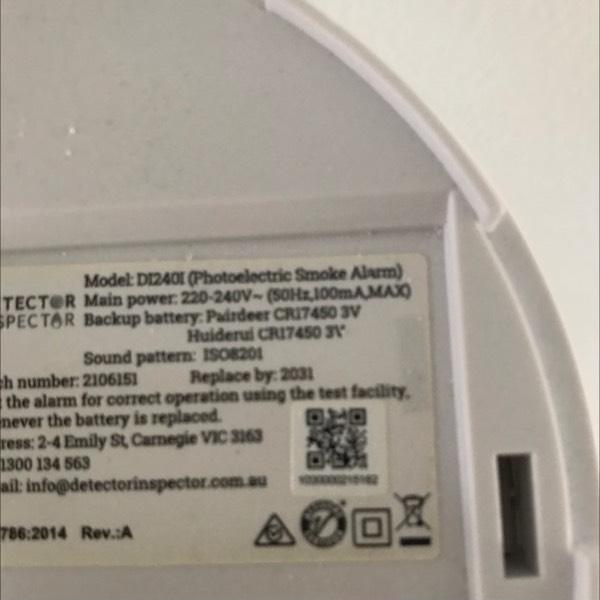 Model: DI240I (Photoelectric Smoke Alarm)
TECTOR Main power: 220-240V~ (50Hz,100mA,MAX)
SPECTOR Backup battery: Pairdeer CR17450 3V
Huiderui CR17450 3V
Sound pattern: ISO8201
ch number: 2106151 Replace by: 2031
the alarm for correct operation using the test facility,
never the battery is replaced.
ress: 2-4 Emily St, Carnegie VIC 3163
1300 134 563
ail: info@detectorinspector.com.au
786:2014 Rev.:A